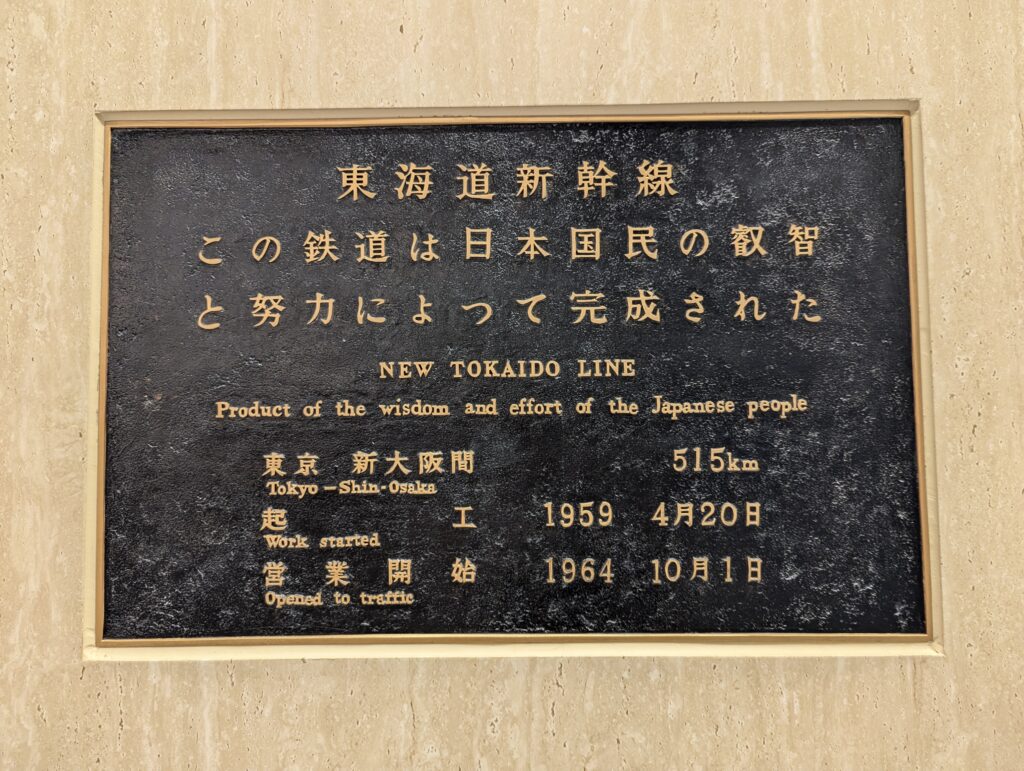 東海道新幹線
この鉄道は日本国民の叡智
と努力によって完成された
NEW TOKAIDO LINE
Product of the wisdom and effort of the Japanese people
東京 新大阪間 515km
Tokyo－Shin-Osaka
起工 1959 4月20日
Work started
営業開始 1964 10月1日
Opened to traffic